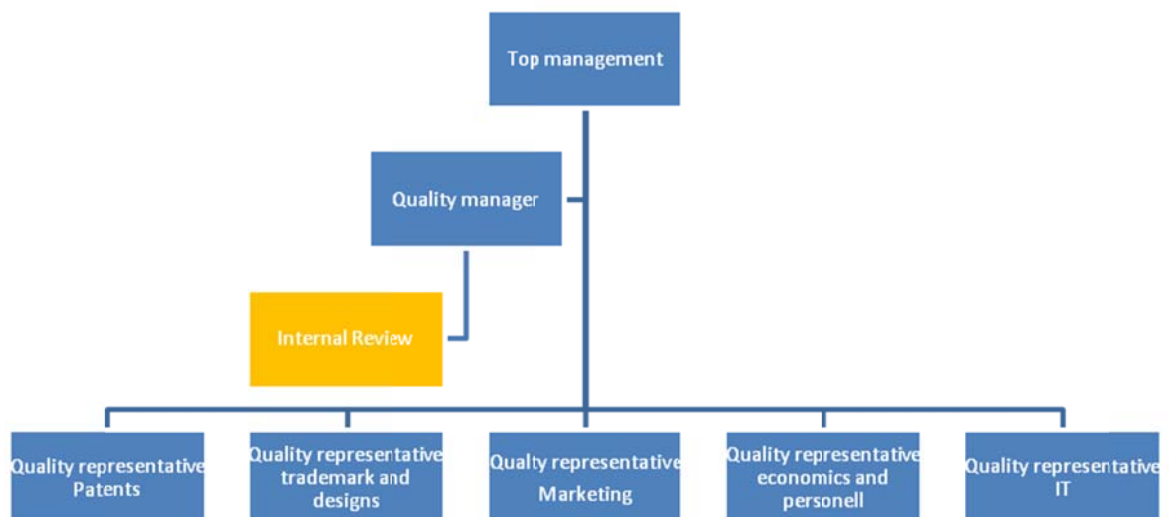 Top management
Quality manager
Internal Review
Quality representative
Patents
Quality representative
trademark and
designs
Qualty representative
Marketing
Quality representative
economics and
personell
Quality representative
IT